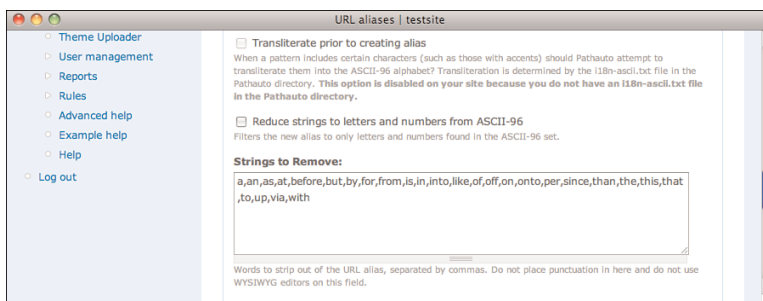 URL aliases | testsite
Theme Uploader
User management
Reports
Rules
Advanced help
Example help
Help
Log out
Transliterate prior to creating alias
When a pattern includes certain characters (such as those with accents) should Pathauto attempt to
transliterate them into the ASCII-96 alphabet? Transliteration is determined by the i18n-ascii.txt file in the
Pathauto directory. This option is disabled on your site because you do not have an i18n-ascii.txt file
in the Pathauto directory.
Reduce strings to letters and numbers from ASCII-96
Filters the new alias to only letters and numbers found in the ASCII-96 set.
Strings to Remove:
a,an,as,at,before,but,by,for,from,is,in,into,like,of,off,on,onto,per,since,than,the,this,that
,to,up,via,with
Words to strip out of the URL alias, separated by commas. Do not place punctuation in here and do not use
WYSIWYG editors on this field.